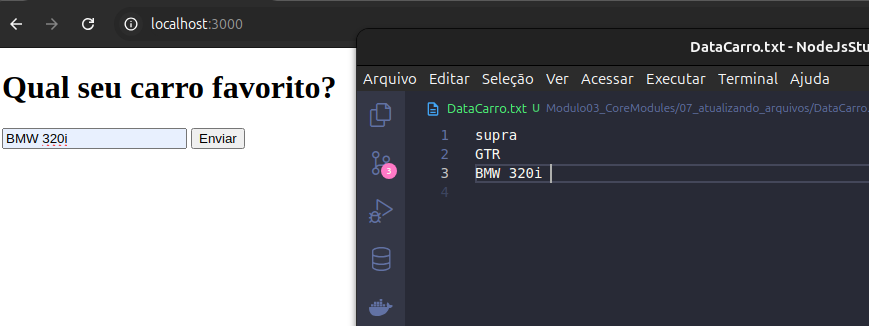 localhost:3000
Qual seu carro favorito?
BMW 320i
Enviar
DataCarro.txt - NodeJsStu
Arquivo Editar Seleção Ver Acessar Executar Terminal Ajuda
DataCarro.txt U Modulo03_CoreModules/07_atualizando_arquivos/DataCarro.
3
1 supra
2 GTR
3 BMW 320i
4